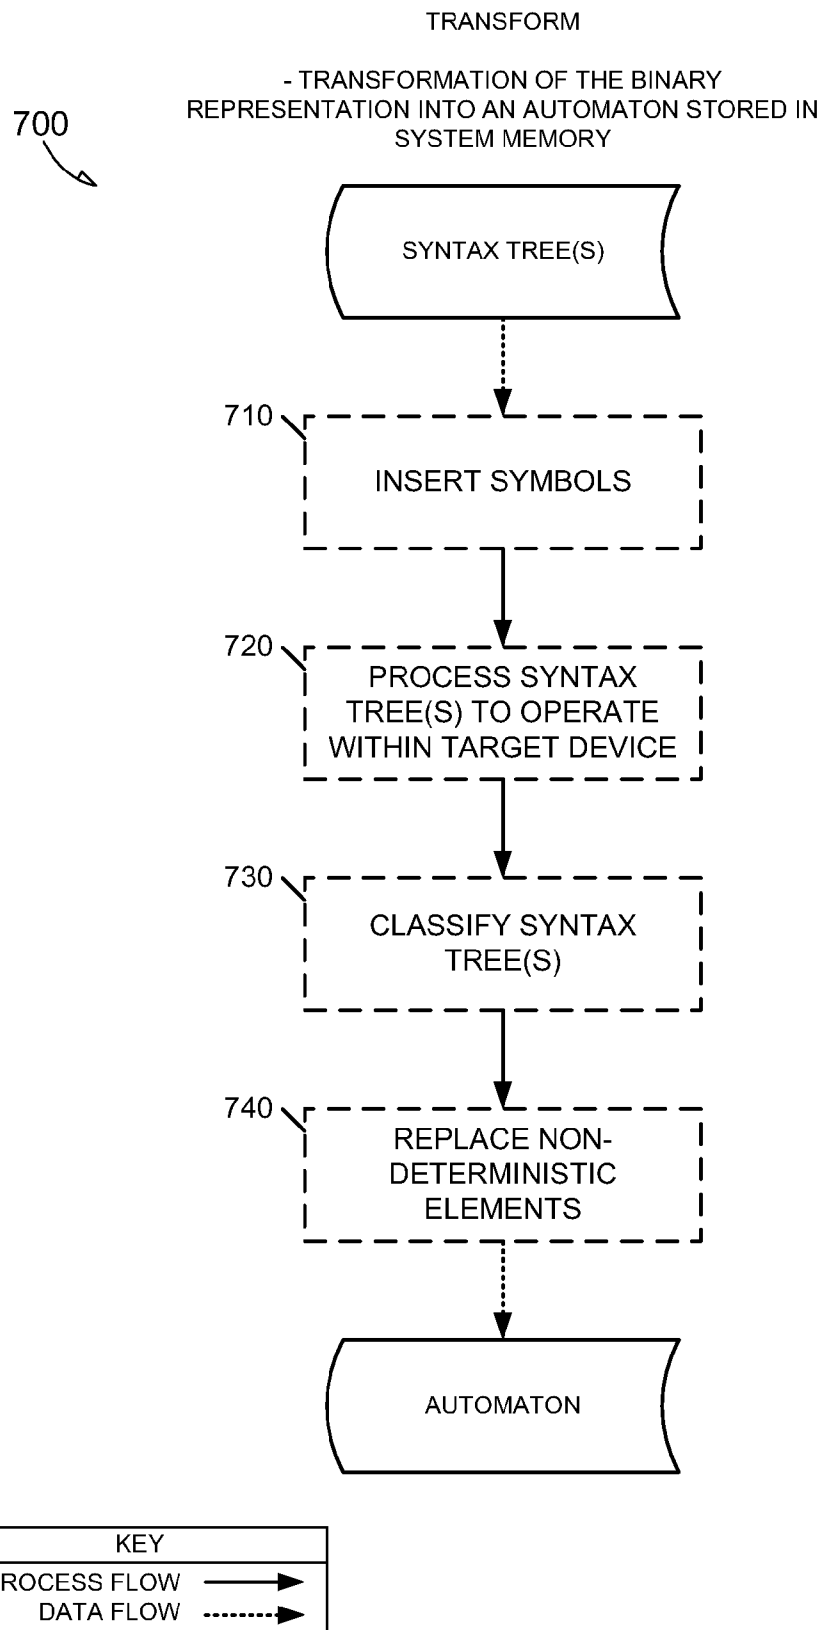 TRANSFORM
- TRANSFORMATION OF THE BINARY
REPRESENTATION INTO AN AUTOMATON STORED IN
SYSTEM MEMORY
700
SYNTAX TREE(S)
710
INSERT SYMBOLS
720
PROCESS SYNTAX
TREE(S) TO OPERATE
WITHIN TARGET DEVICE
730
CLASSIFY SYNTAX
TREE(S)
740
REPLACE NON-
DETERMINISTIC
ELEMENTS
AUTOMATON
KEY
ROCESS FLOW
DATA FLOW